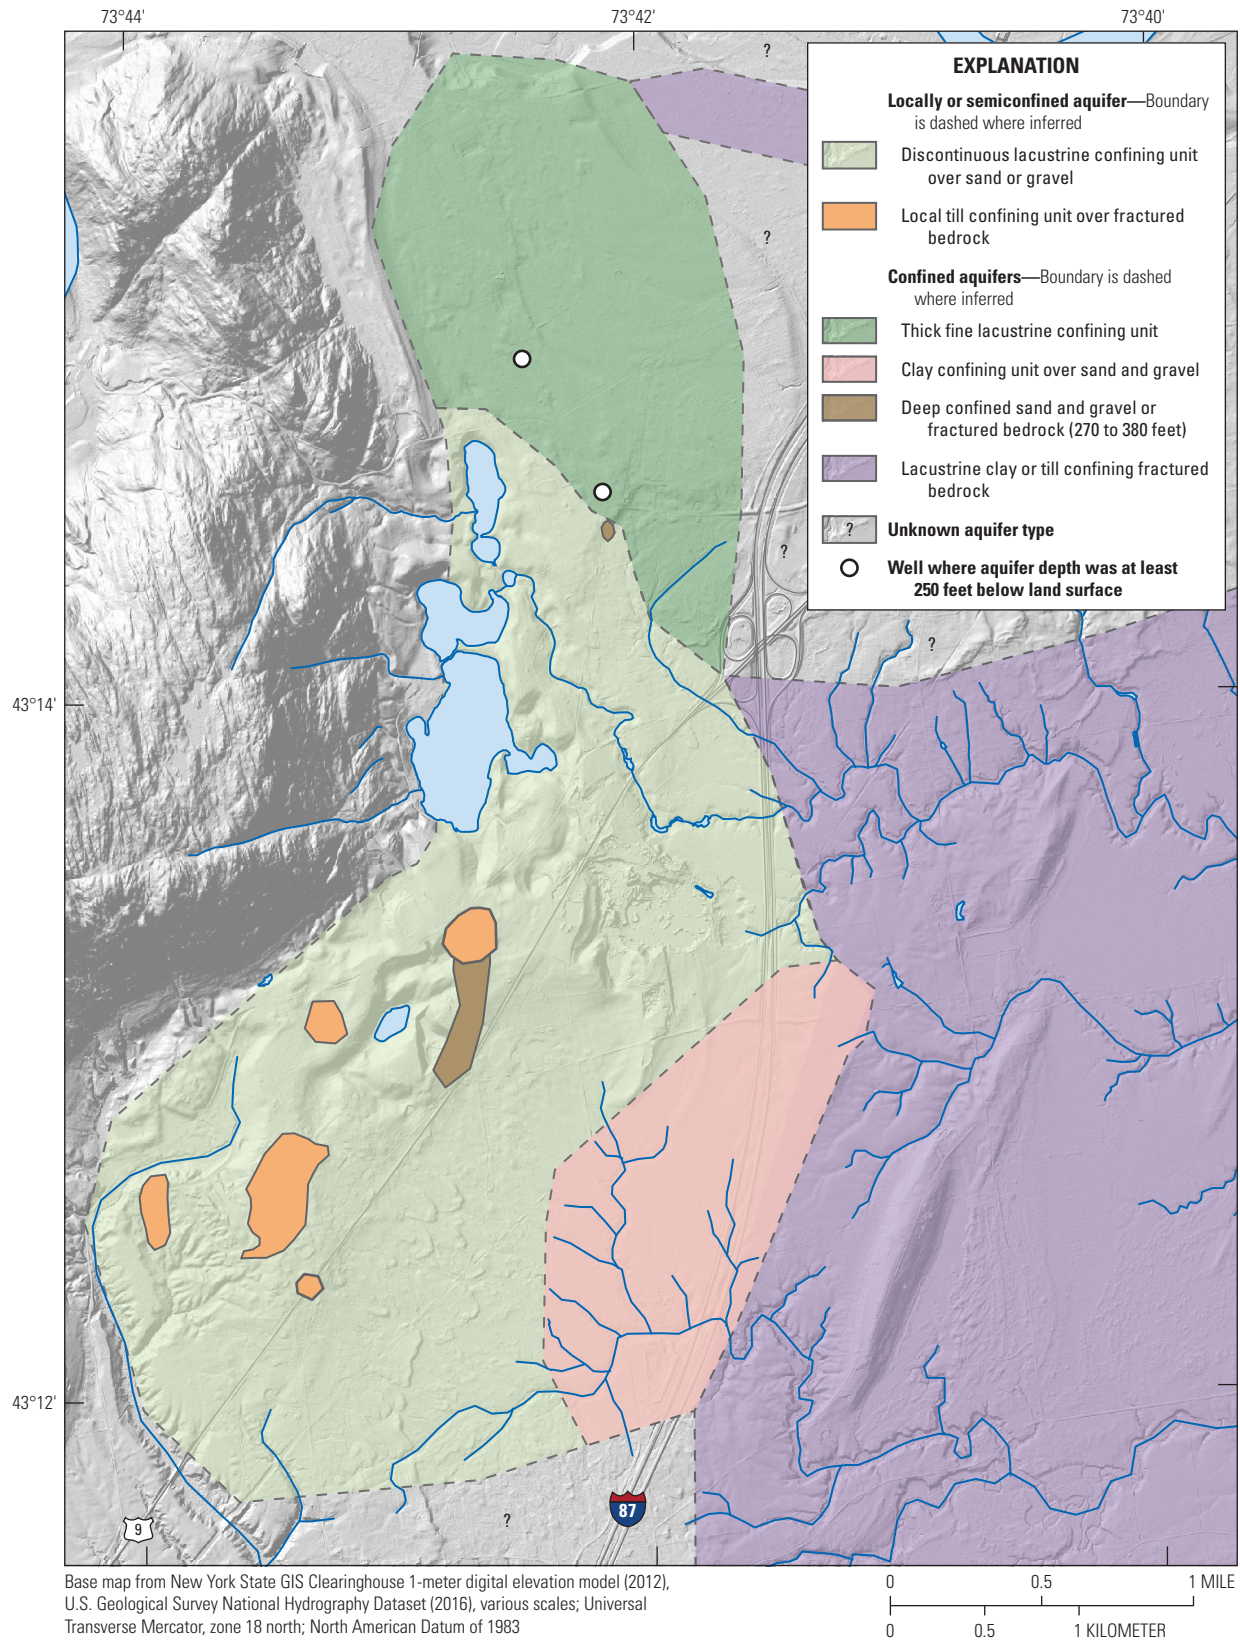 73°44'
73°42'
73°40'
?
?
?
?
?
43°14'
43°12'
9
87
EXPLANATION
Locally or semiconfined aquifer—Boundary
is dashed where inferred
Discontinuous lacustrine confining unit
over sand or gravel
Local till confining unit over fractured
bedrock
Confined aquifers—Boundary is dashed
where inferred
Thick fine lacustrine confining unit
Clay confining unit over sand and gravel
Deep confined sand and gravel or
fractured bedrock (270 to 380 feet)
Lacustrine clay or till confining fractured
bedrock
? Unknown aquifer type
Well where aquifer depth was at least
250 feet below land surface
Base map from New York State GIS Clearinghouse 1-meter digital elevation model (2012),
U.S. Geological Survey National Hydrography Dataset (2016), various scales; Universal
Transverse Mercator, zone 18 north; North American Datum of 1983
0 0.5 1 MILE
0 0.5 1 KILOMETER